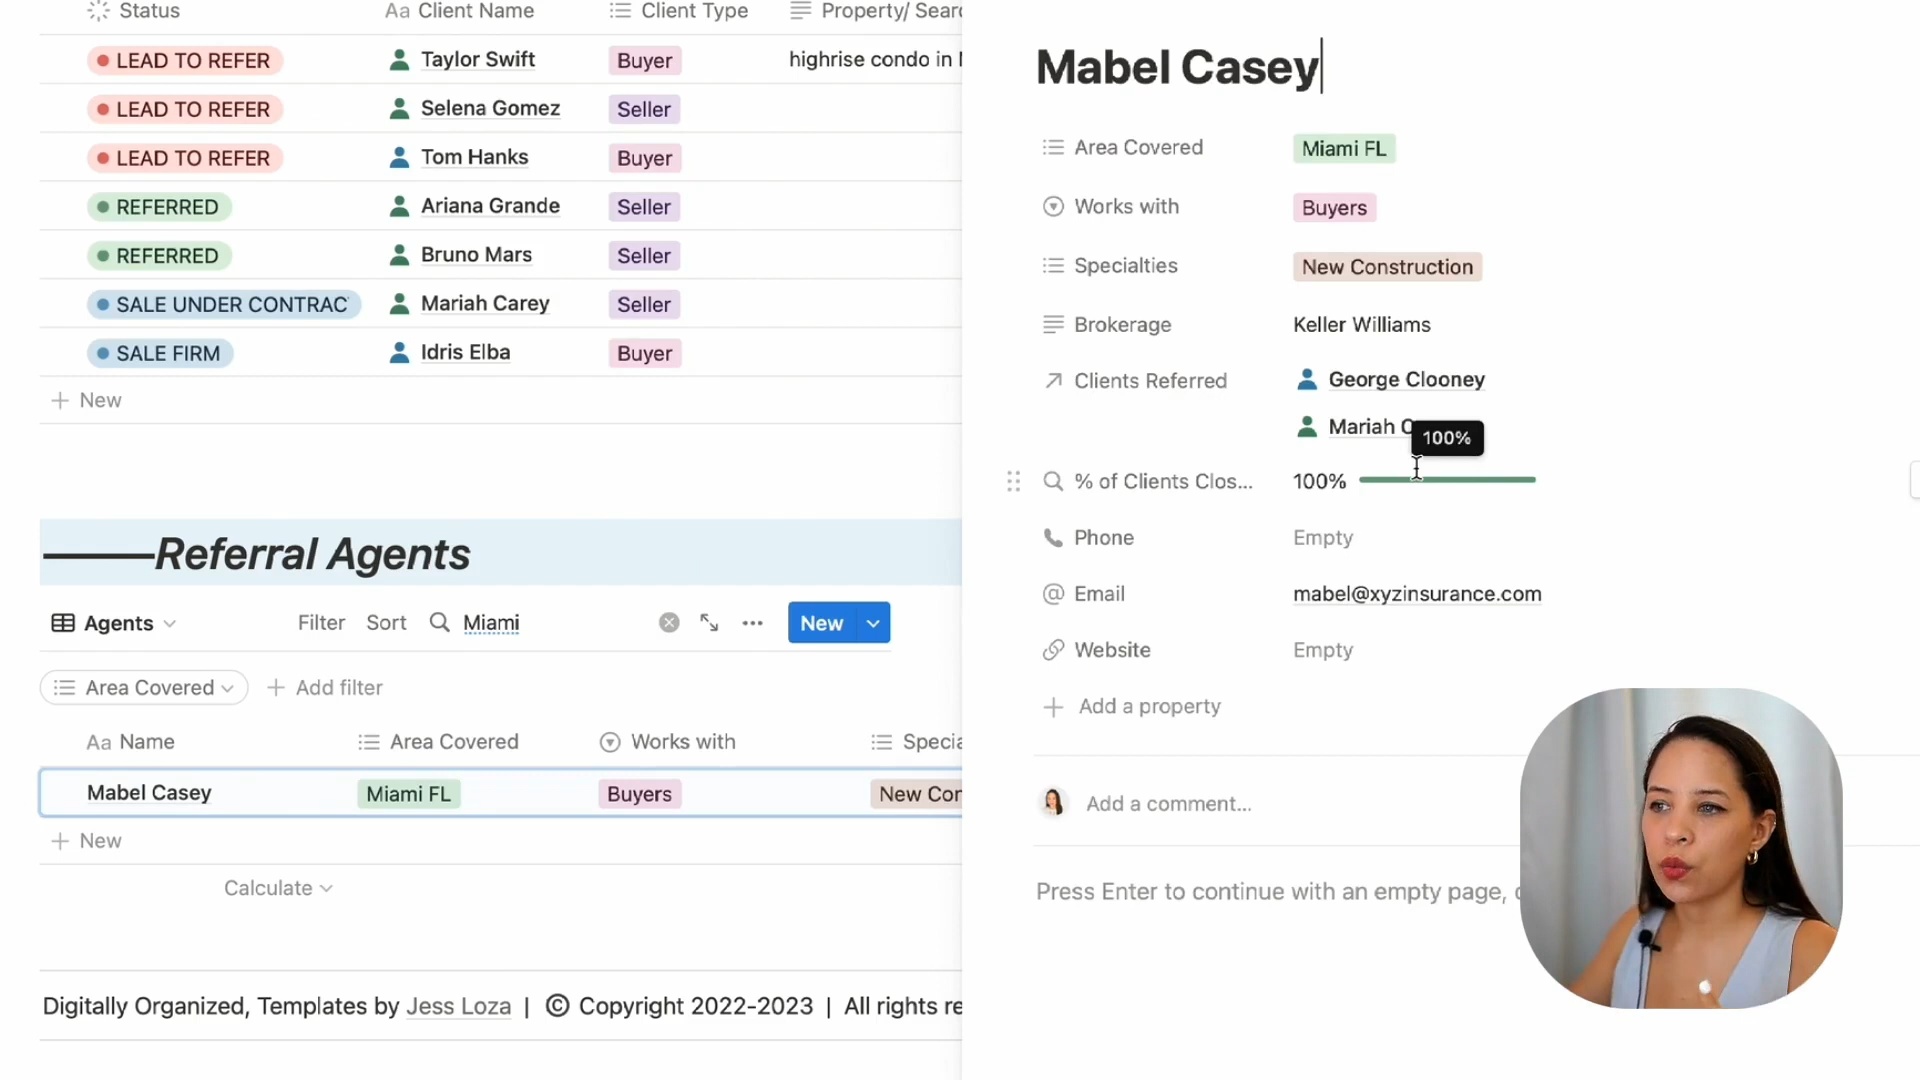 Status Aa Client Name Client Type Property/ Searc
LEAD TO REFER Taylor Swift Buyer highrise condo in
LEAD TO REFER Selena Gomez Seller
LEAD TO REFER Tom Hanks Buyer
REFERRED Ariana Grande Seller
REFERRED Bruno Mars Seller
SALE UNDER CONTRAC Mariah Carey Seller
SALE FIRM Idris Elba Buyer
+ New
Referral Agents
Agents Filter Sort Miami New
Area Covered + Add filter
Aa Name Area Covered Works with Specia
Mabel Casey Miami FL Buyers New Con
+ New
Calculate
Digitally Organized, Templates by Jess Loza | © Copyright 2022-2023 | All rights re
Mabel Casey
Area Covered Miami FL
Works with Buyers
Specialties New Construction
Brokerage Keller Williams
Clients Referred George Clooney
Mariah C
100%
% of Clients Clos... 100%
Phone Empty
@ Email mabel@xyzinsurance.com
Website Empty
+ Add a property
Add a comment...
Press Enter to continue with an empty page,